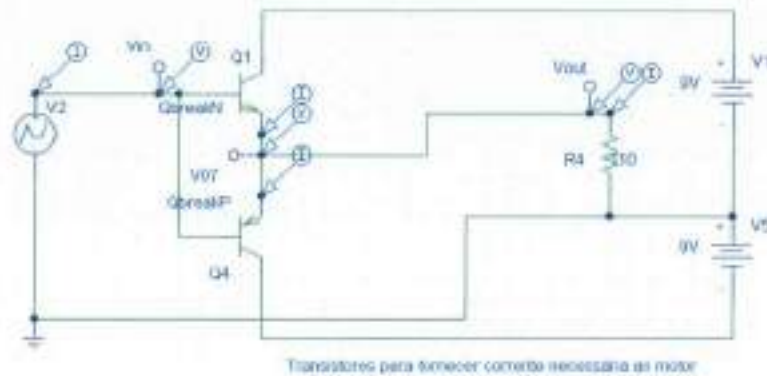 Vin
Q1
V1
Vout
V2
9V
QbreakN
R4
V07
QbreakP
V5
9V
Q4
Transistores para fornecer corrente necessária ao motor